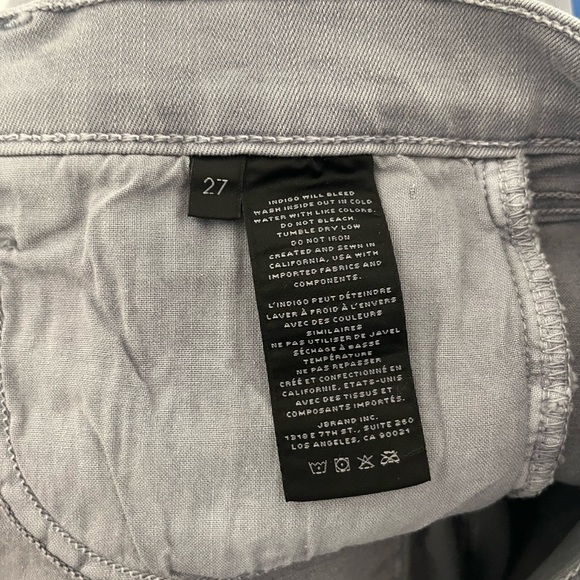 27
INDIGO WILL BLEED
WASH INSIDE OUT IN COLD
WATER WITH LIKE COLORS.
DO NOT BLEACH
TUMBLE DRY LOW
DO NOT IRON
CREATED AND SEWN IN
CALIFORNIA, USA WITH
IMPORTED FABRICS AND
COMPONENTS.
L'INDIGO PEUT DÉTEINDRE
LAVER À FROID À L'ENVERS
AVEC DES COULEURS
SIMILAIRES
NE PAS UTILISER DE JAVEL
SÉCHAGE À BASSE
TEMPÉRATURE
NE PAS REPASSER
CRÉÉ ET CONFECTIONNÉ EN
CALIFORNIA, ETATS-UNIS
AVEC DES TISSUS ET
COMPOSANTS IMPORTÉS.
JBRAND INC.
1318 E 7TH ST., SUITE 260
LOS ANGELES, CA 90021